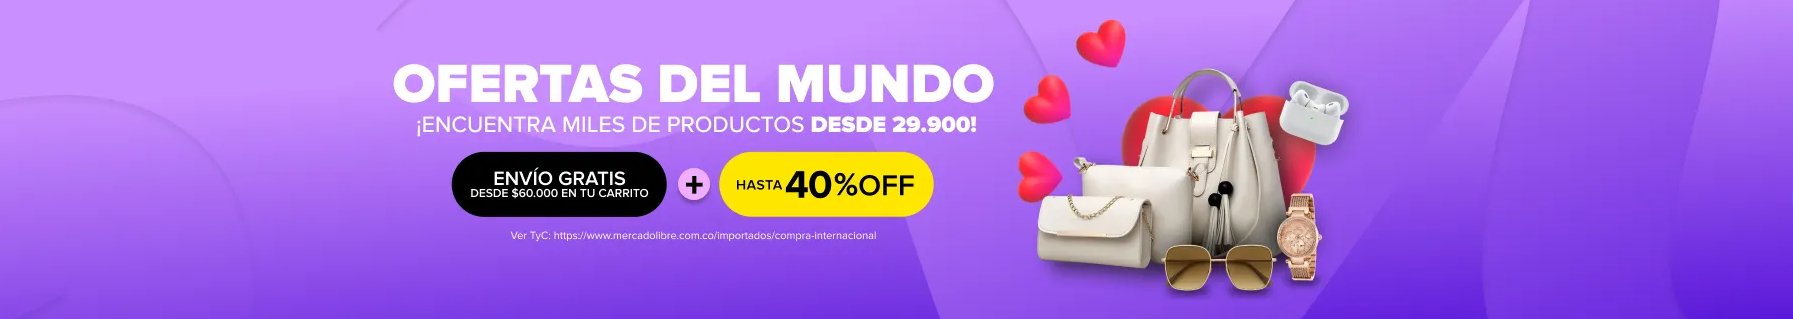 OFERTAS DEL MUNDO
¡ENCUENTRA MILES DE PRODUCTOS DESDE 29.900!
ENVÍO GRATIS
DESDE $60.000 EN TU CARRITO
+
HASTA 40%OFF
Ver TyC: https://www.mercadolibre.com.co/importados/compra-internacional